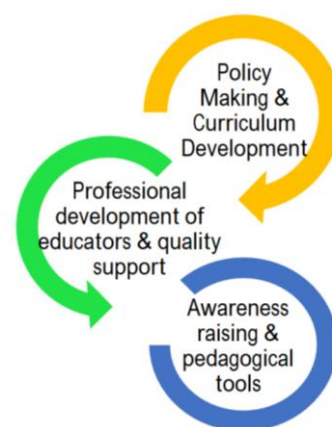 Policy
Making &
Curriculum
Development
Professional
development of
educators & quality
support
Awareness
raising &
pedagogical
tools